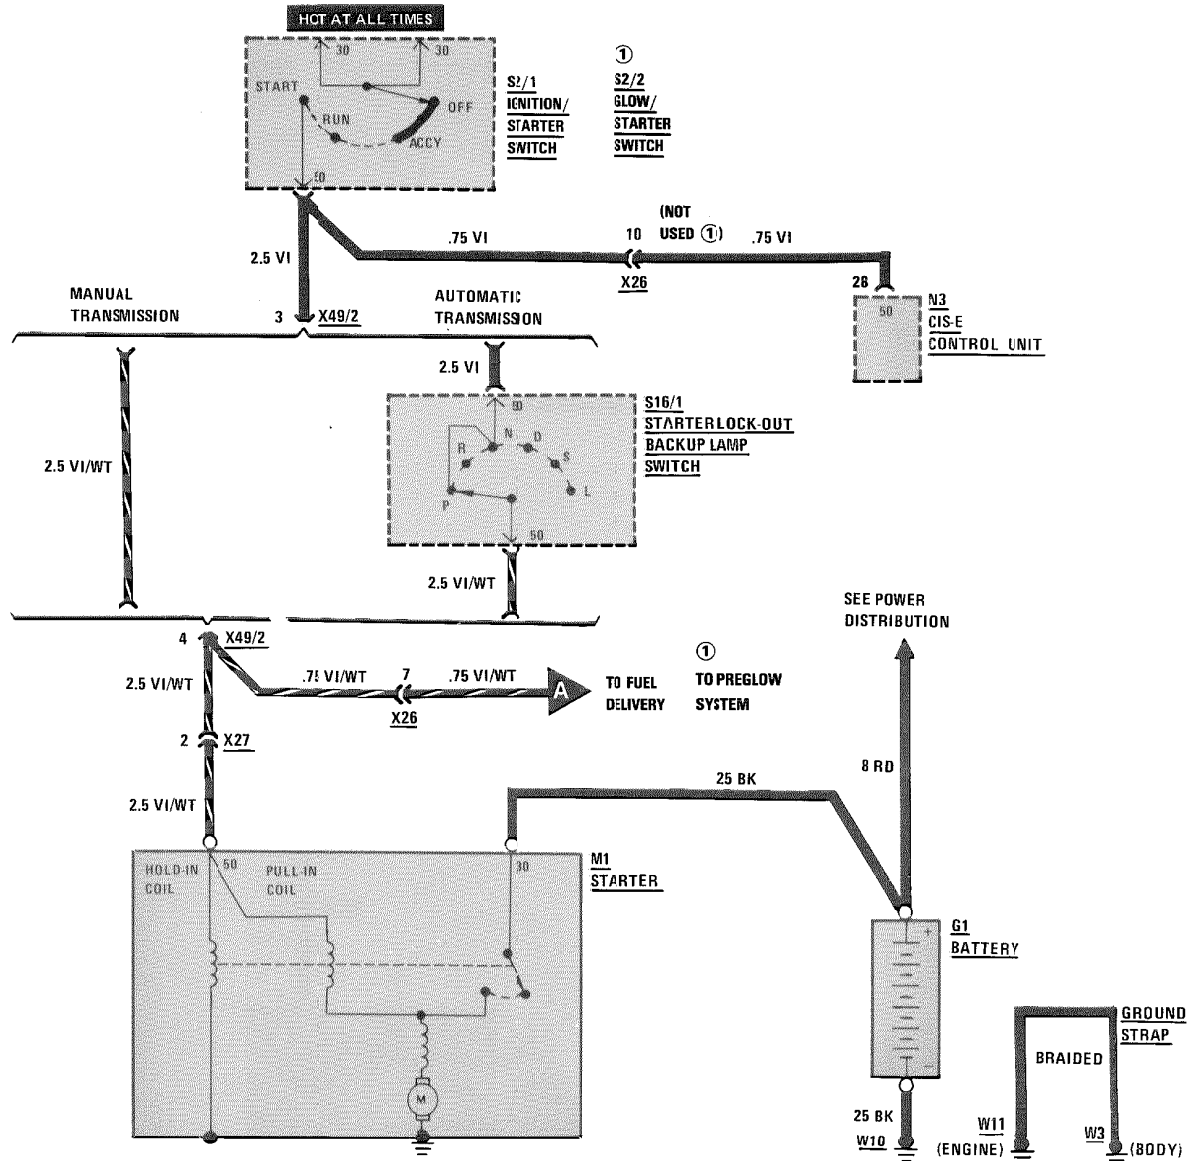 HOT AT ALL TIMES
30
30
START
RUN
OFF
ACCY
50
S2/1
IGNITION/
STARTER
SWITCH
①
S2/2
GLOW/
STARTER
SWITCH
2.5 VI
.75 VI
10
(NOT
USED ①)
.75 VI
X26
28
50
N3
CIS-E
CONTROL UNIT
MANUAL
TRANSMISSION
3
X49/2
AUTOMATIC
TRANSMISSION
2.5 VI
2.5 VI/WT
50
R
N
D
S
L
P
50
S16/1
STARTER LOCK-OUT
BACKUP LAMP
SWITCH
2.5 VI/WT
4
X49/2
2.5 VI/WT
.75 VI/WT
7
.75 VI/WT
X26
A
TO FUEL
DELIVERY
①
TO PREGLOW
SYSTEM
SEE POWER
DISTRIBUTION
2
X27
2.5 VI/WT
25 BK
8 RD
HOLD-IN
COIL
50
PULL-IN
COIL
30
M1
STARTER
M
+
G1
BATTERY
−
25 BK
W10
GROUND
STRAP
BRAIDED
W11
(ENGINE)
W3
(BODY)